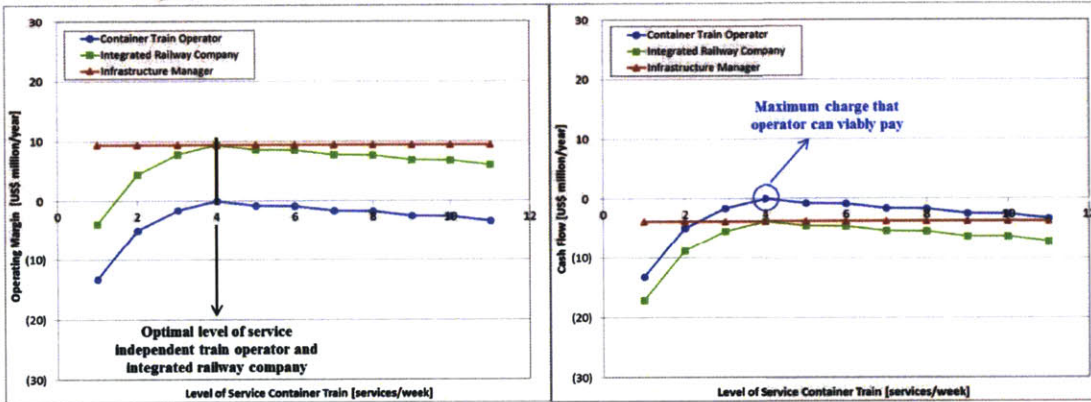 30
20
10
0
(10)
(20)
(30)
Operating Margin [US$ million/year]
Container Train Operator
Integrated Railway Company
Infrastructure Manager
0
2
4
6
8
10
12
Optimal level of service
independent train operator and
integrated railway company
Level of Service Container Train [services/week]
30
20
10
0
(10)
(20)
(30)
Cash Flow [US$ million/year]
Container Train Operator
Integrated Railway Company
Infrastructure Manager
Maximum charge that
operator can viably pay
0
2
4
6
8
10
12
Level of Service Container Train [services/week]